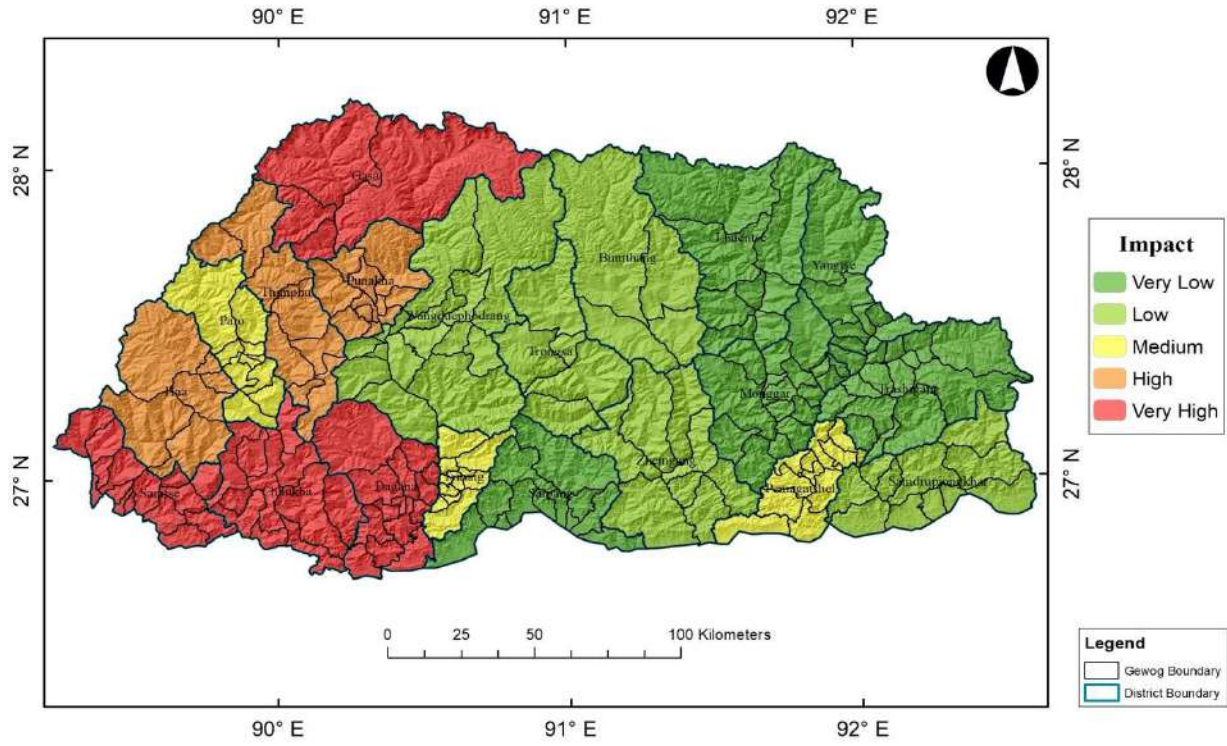 90° E 91° E 92° E
28° N 28° N
Gasa
Lhuentse
Bumthang
Yangtse
Punakha
Thimphu
Wangduephodrang
Paro
Trongsa
Haa
Monggar
Trashigang
27° N 27° N
Zhemgang
Samtse
Chukha
Dagana
Tsirang
Sarpang
Pemagatshel
Samdrupjongkhar
0 25 50 100 Kilometers
90° E 91° E 92° E
Impact
Very Low
Low
Medium
High
Very High
Legend
Gewog Boundary
District Boundary